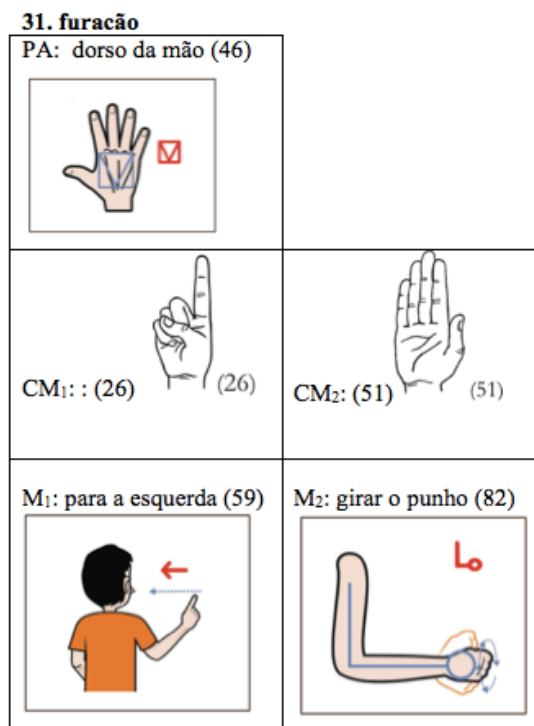 31. furacão
PA: dorso da mão (46)
CM1: : (26)
(26)
CM2: (51)
(51)
M1: para a esquerda (59)
M2: girar o punho (82)